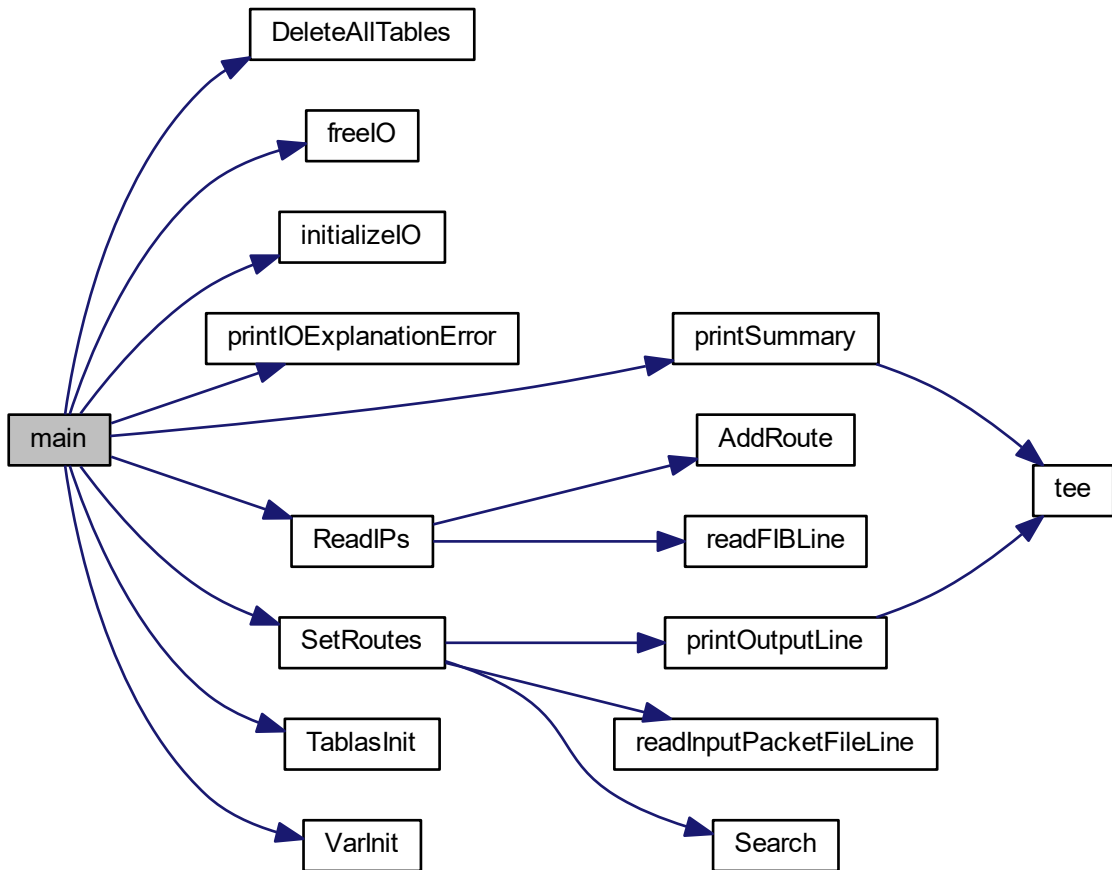 DeleteAllTables
freeIO
initializeIO
printIOExplanationError
printSummary
main
AddRoute
tee
ReadIPs
readFIBLine
SetRoutes
printOutputLine
TablasInit
readInputPacketFileLine
VarInit
Search